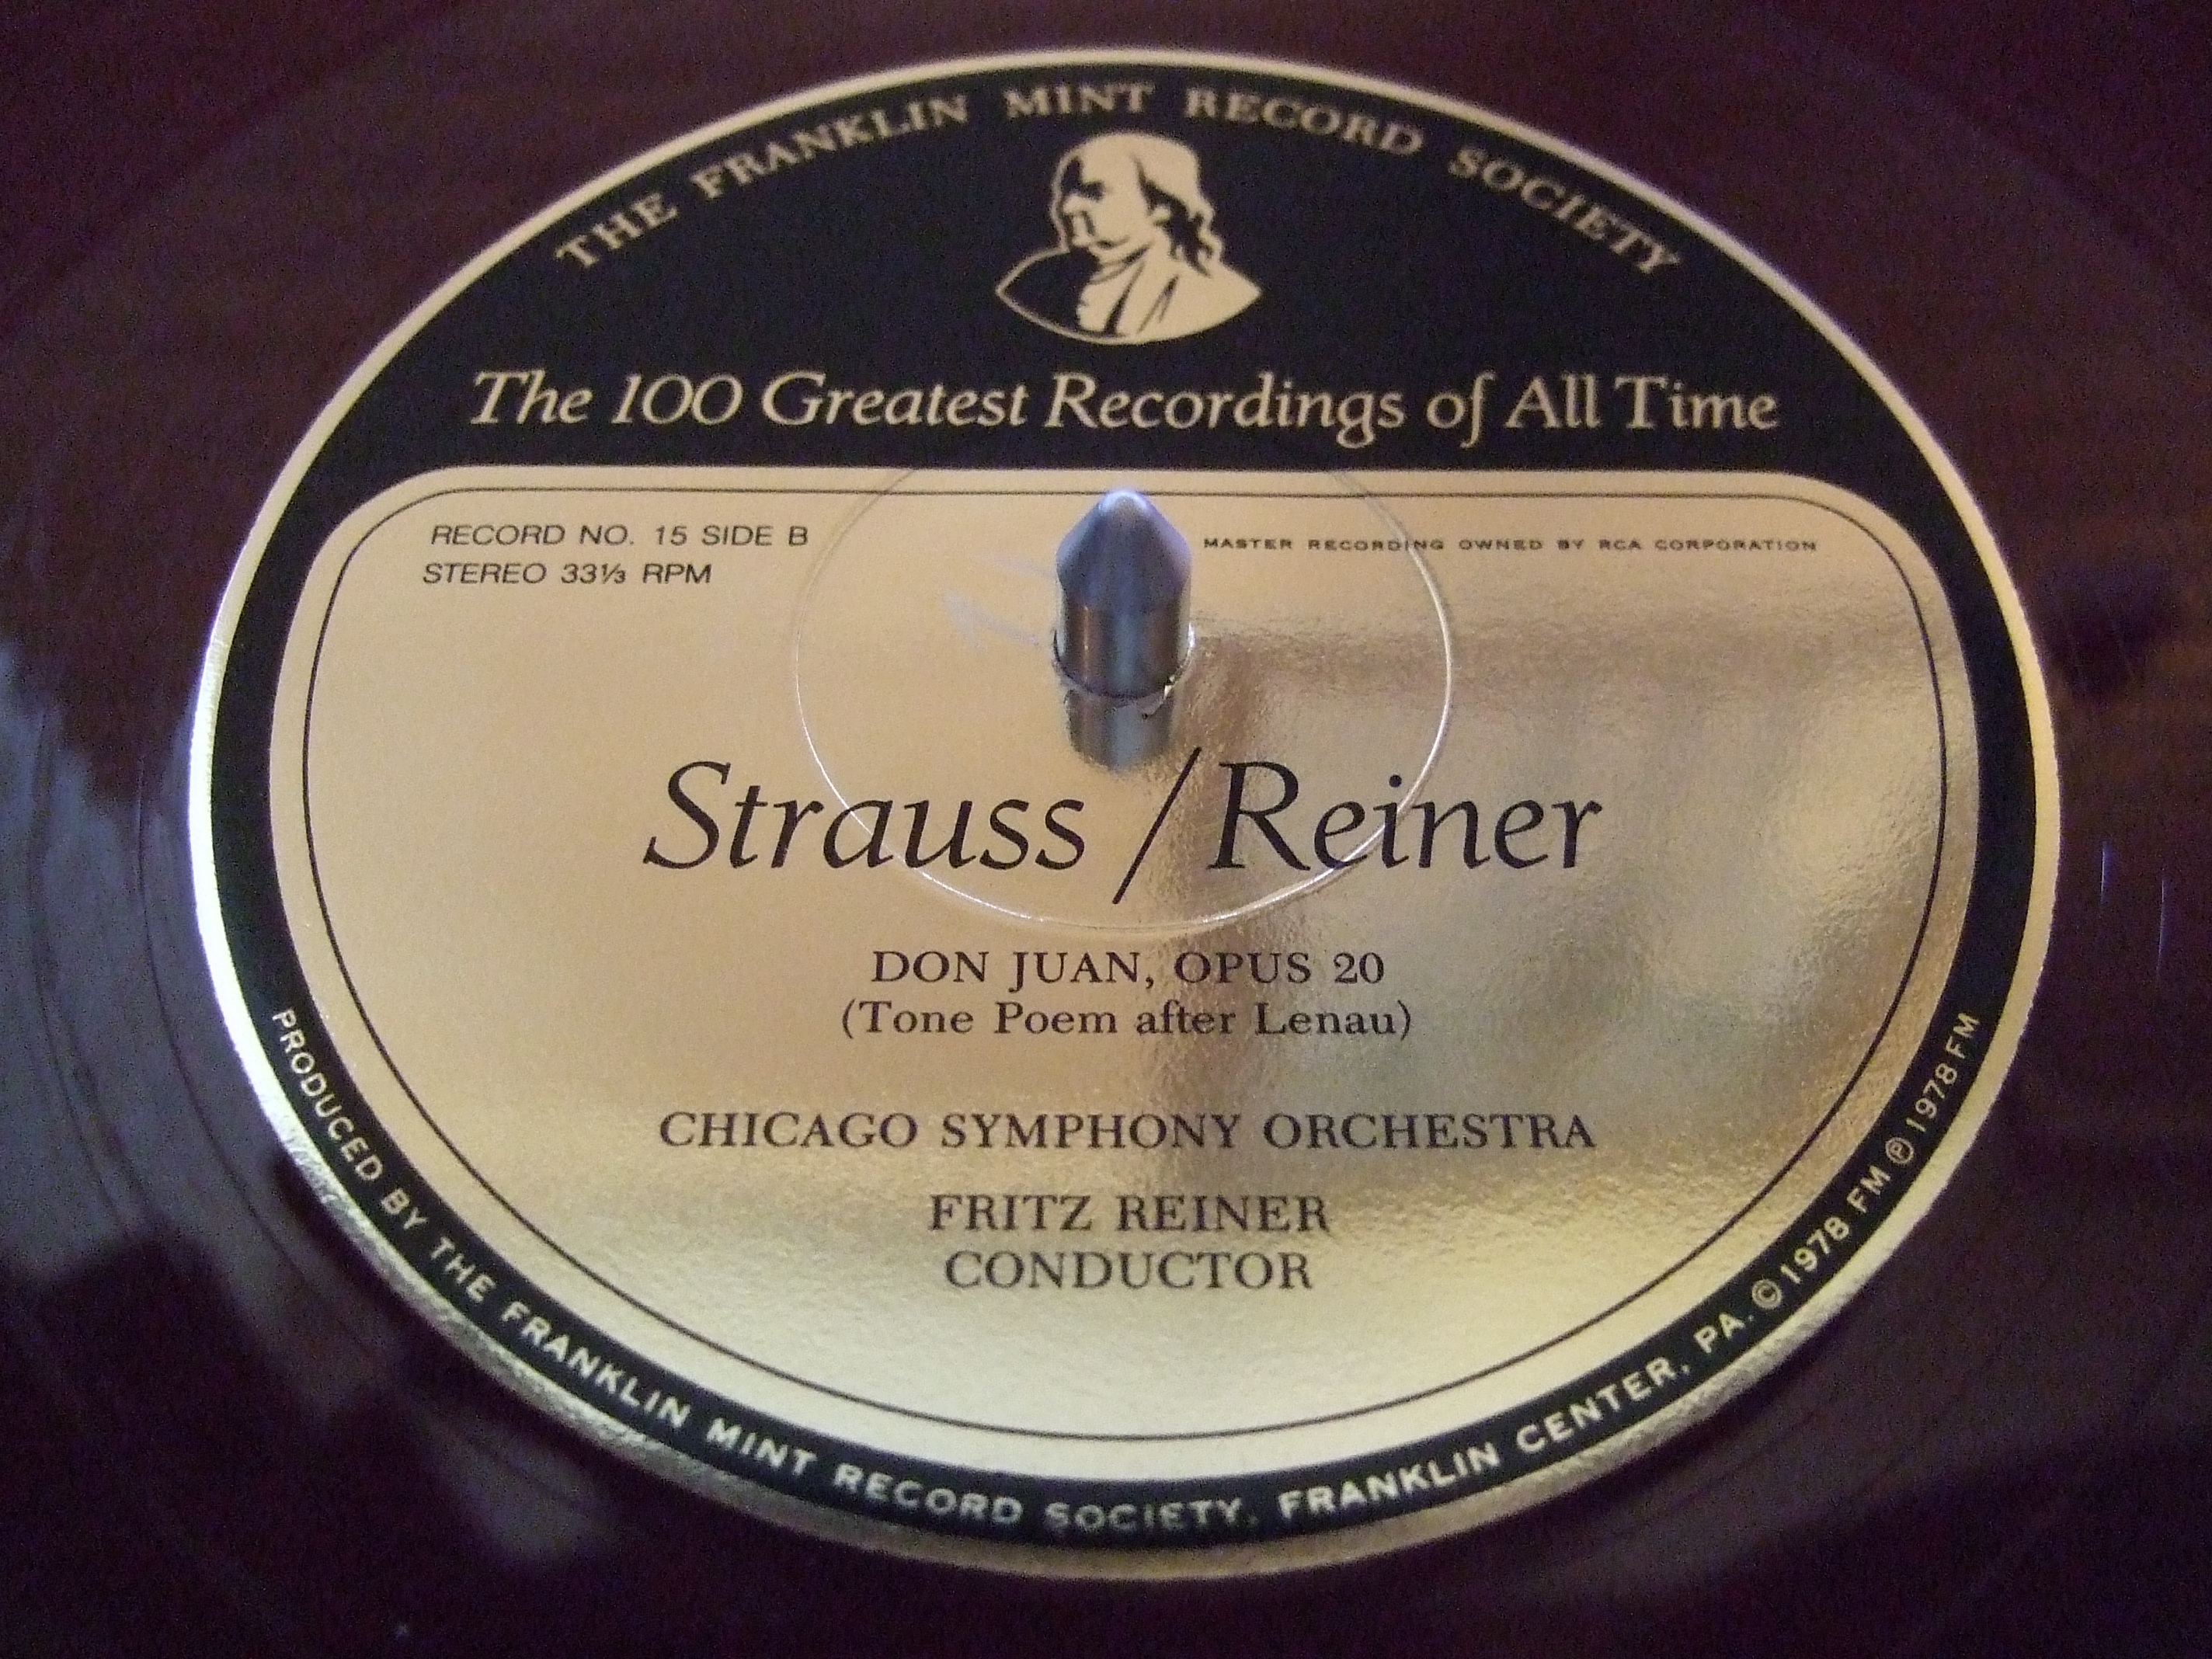 THE FRANKLIN MINT RECORD SOCIETY
The 100 Greatest Recordings of All Time
RECORD NO. 15 SIDE B
STEREO 33⅓ RPM
MASTER RECORDING OWNED BY RCA CORPORATION
Strauss / Reiner
DON JUAN, OPUS 20
(Tone Poem after Lenau)
CHICAGO SYMPHONY ORCHESTRA
FRITZ REINER
CONDUCTOR
PRODUCED BY THE FRANKLIN MINT RECORD SOCIETY, FRANKLIN CENTER, PA. © 1978 FM ℗ 1978 FM